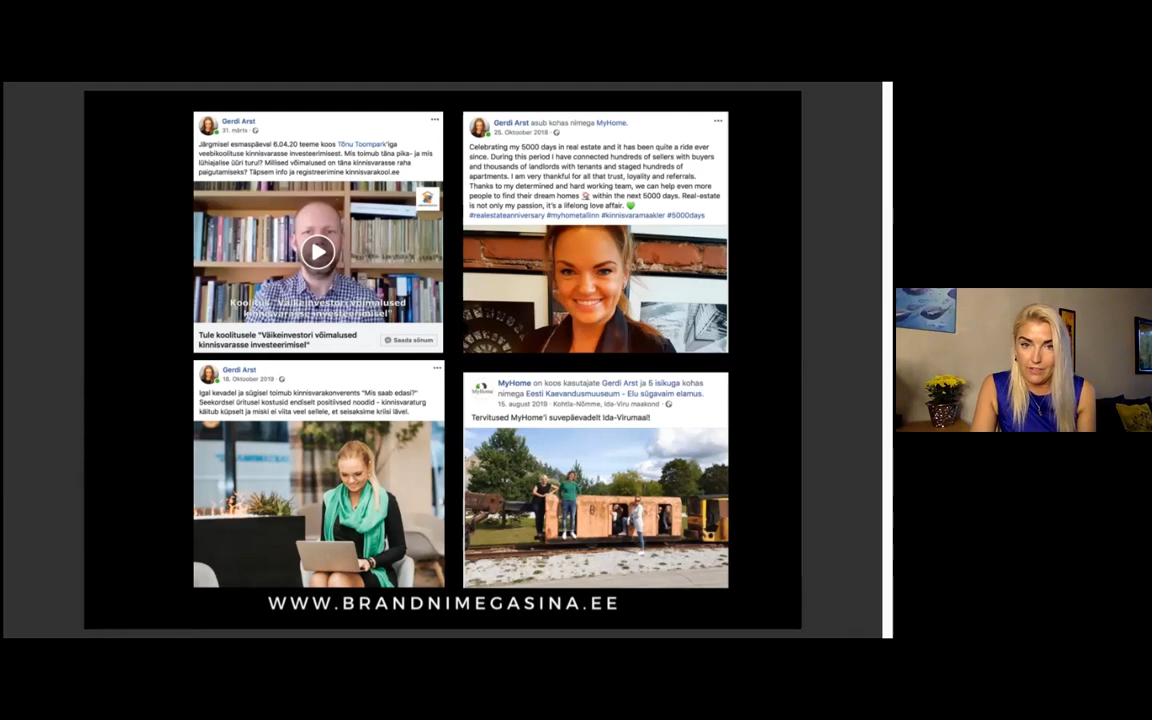 Gerdi Arst
31. märts ·
Järgmisel esmaspäeval 6.04.20 teeme koos Tõnu Toompark'iga
veebikoolituse kinnisvarasse investeerimisest. Mis toimub täna pika- ja mis
lühiajalise üüri turul? Millised võimalused on täna kinnisvarasse raha
paigutamiseks? Täpsem info ja registreerimine kinnisvarakool.ee
Koolitus "Väikeinvestori võimalused
kinnisvarasse investeerimisel"
Tule koolitusele "Väikeinvestori võimalused
kinnisvarasse investeerimisel"
Saada sõnum
Gerdi Arst asub kohas nimega MyHome.
25. Oktoober 2018 ·
Celebrating my 5000 days in real estate and it has been quite a ride ever
since. During this period I have connected hundreds of sellers with buyers
and thousands of landlords with tenants and staged hundreds of
apartments. I am very thankful for all that trust, loyality and referrals.
Thanks to my determined and hard working team, we can help even more
people to find their dream homes 🏠 within the next 5000 days. Real-estate
is not only my passion, it's a lifelong love affair. 💚
#realestateanniversary #myhometallinn #kinnisvaramaakler #5000days
Gerdi Arst
18. Oktoober 2019 ·
Igal kevadel ja sügisel toimub kinnisvarakonverents "Mis saab edasi?"
Seekordsel üritusel kostusid endiselt positiivsed noodid - kinnisvaraturg
käitub küpselt ja miski ei viita veel sellele, et seisaksime kriisi lävel.
MyHome
MyHome on koos kasutajate Gerdi Arst ja 5 isikuga kohas
nimega Eesti Kaevandusmuuseum - Elu sügavaim elamus.
15. august 2019 · Kohtla-Nõmme, Ida-Viru maakond ·
Tervitused MyHome'i suvepäevadelt Ida-Virumaal!
WWW.BRANDNIMEGASINA.EE